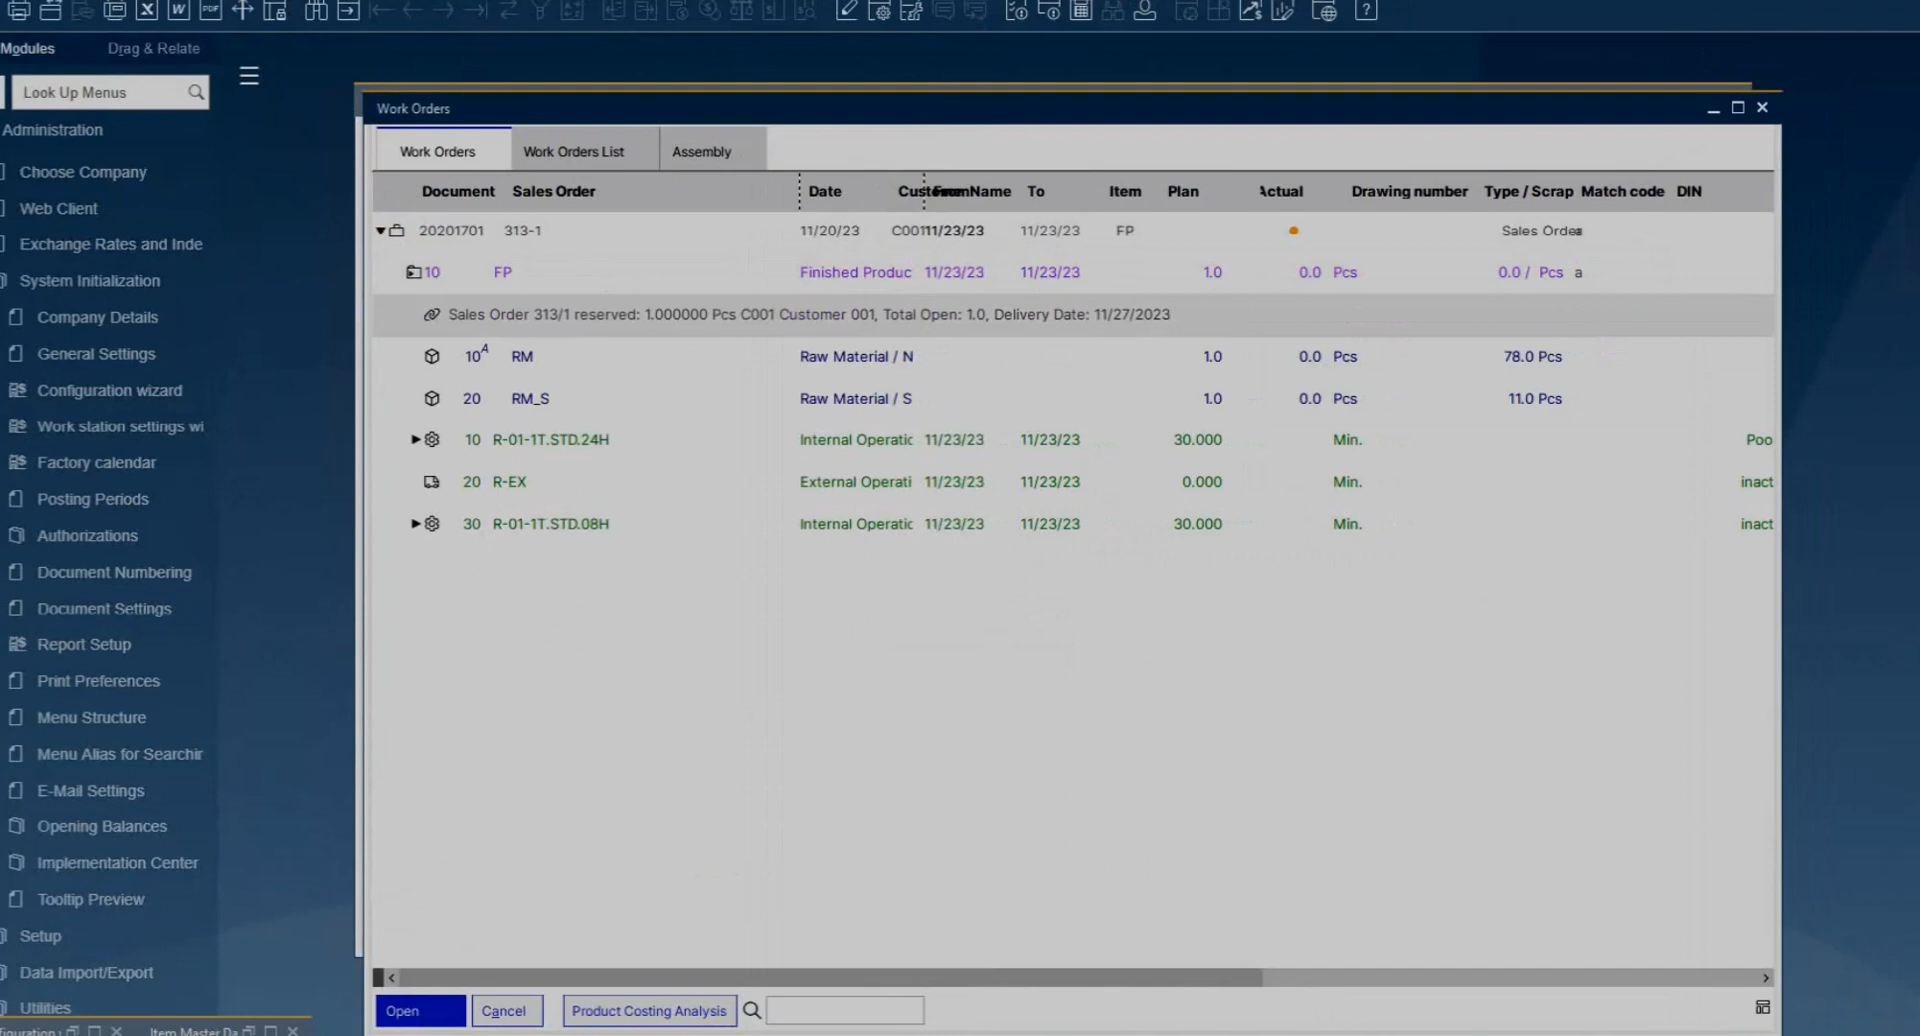 Modules Drag & Relate
Look Up Menus
Administration
Choose Company
Web Client
Exchange Rates and Inde
System Initialization
Company Details
General Settings
Configuration wizard
Work station settings wi
Factory calendar
Posting Periods
Authorizations
Document Numbering
Document Settings
Report Setup
Print Preferences
Menu Structure
Menu Alias for Searchir
E-Mail Settings
Opening Balances
Implementation Center
Tooltip Preview
Setup
Data Import/Export
Utilities
Item Master Da
Work Orders
Work Orders Work Orders List Assembly
Document Sales Order Date Name To Item Plan Actual Drawing number Type / Scrap Match code DIN
20201701 313-1 11/20/23 C001 11/23/23 11/23/23 FP Sales Orde
10 FP Finished Produc 11/23/23 11/23/23 1.0 0.0 Pcs 0.0 / Pcs a
Sales Order 313/1 reserved: 1.000000 Pcs C001 Customer 001, Total Open: 1.0, Delivery Date: 11/27/2023
10A RM Raw Material / N 1.0 0.0 Pcs 78.0 Pcs
20 RM_S Raw Material / S 1.0 0.0 Pcs 11.0 Pcs
10 R-01-1T.STD.24H Internal Operatic 11/23/23 11/23/23 30.000 Min. Poo
20 R-EX External Operati 11/23/23 11/23/23 0.000 Min. inact
30 R-01-1T.STD.08H Internal Operatic 11/23/23 11/23/23 30.000 Min. inact
Open Cancel Product Costing Analysis